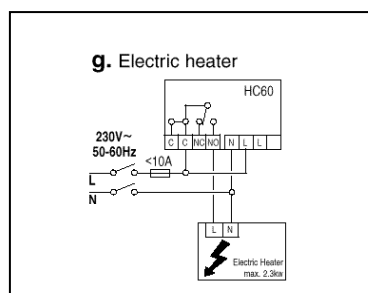 g. Electric heater
HC60
C C NC NO N L L
230V~
50-60Hz
<10A
L
N
L N
Electric Heater
max. 2.3kw